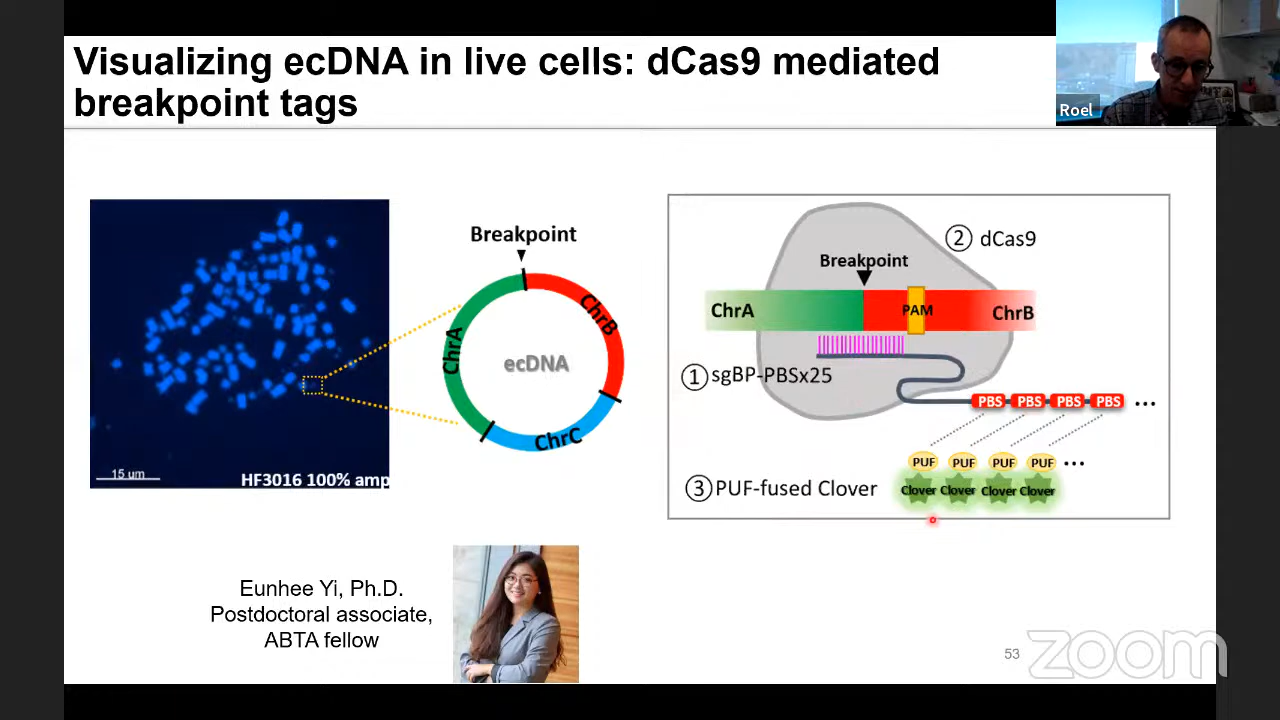 Visualizing ecDNA in live cells: dCas9 mediated
breakpoint tags
Roel
15 um
HF3016 100% amp
Breakpoint
ChrA
ChrB
ecDNA
ChrC
② dCas9
Breakpoint
ChrA
PAM
ChrB
① sgBP-PBSx25
PBS PBS PBS PBS ...
PUF PUF PUF PUF ...
③ PUF-fused Clover
Clover Clover Clover Clover
Eunhee Yi, Ph.D.
Postdoctoral associate,
ABTA fellow
53
zoom